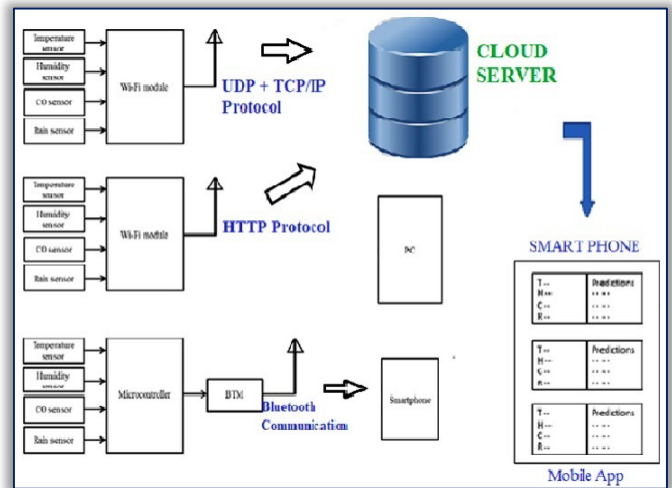 Temperature
sensor
Humidity
sensor
CO sensor
Rain sensor
Wi-Fi module
UDP + TCP/IP
Protocol
CLOUD
SERVER
Temperature
sensor
Humidity
sensor
CO sensor
Rain sensor
Wi-Fi module
HTTP Protocol
PC
Temperature
sensor
Humidity
sensor
CO sensor
Rain sensor
Microcontroller
BTM
Bluetooth
Communication
Smartphone
SMART PHONE
T --
H ---
C --
R --
Predictions
-- --
-- --
T --
H ---
C --
R --
Predictions
-- --
-- --
T --
H ---
C --
R --
Predictions
-- --
-- --
Mobile App